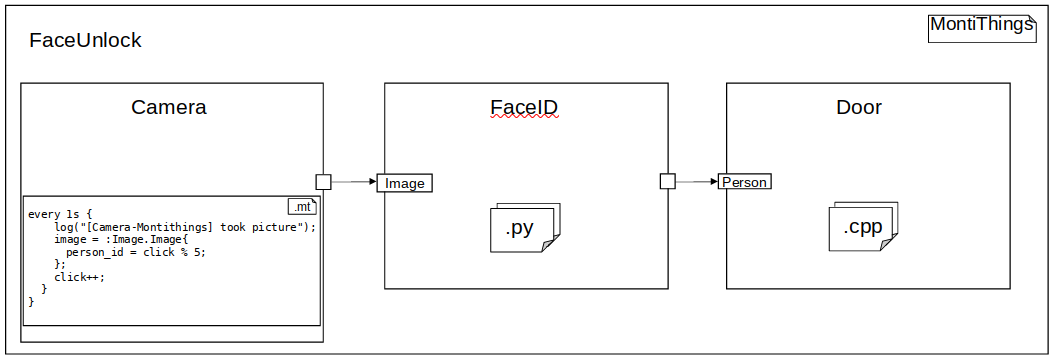 MontiThings
FaceUnlock
Camera
FaceID
Door
Image
Person
.mt
every 1s {
    log("[Camera-Montithings] took picture");
    image = :Image.Image{
      person_id = click % 5;
    };
    click++;
  }
}
.py
.cpp